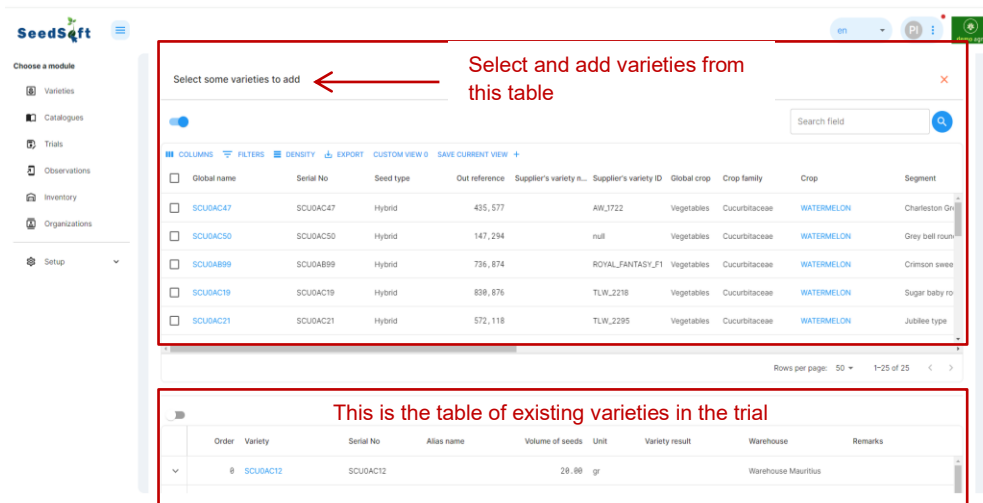 SeedSoft
en
PI
demo agr
Choose a module
Varieties
Catalogues
Trials
Observations
Inventory
Organizations
Setup
Select some varieties to add
Select and add varieties from
this table
Search field
COLUMNS FILTERS DENSITY EXPORT CUSTOM VIEW 0 SAVE CURRENT VIEW +
Global name Serial No Seed type Out reference Supplier's variety n... Supplier's variety ID Global crop Crop family Crop Segment
SCU0AC47 SCU0AC47 Hybrid 435,577 AW_1722 Vegetables Cucurbitaceae WATERMELON Charleston Gre
SCU0AC50 SCU0AC50 Hybrid 147,294 null Vegetables Cucurbitaceae WATERMELON Grey bell roun
SCU0AB99 SCU0AB99 Hybrid 736,874 ROYAL_FANTASY_F1 Vegetables Cucurbitaceae WATERMELON Crimson swee
SCU0AC19 SCU0AC19 Hybrid 830,876 TLW_2218 Vegetables Cucurbitaceae WATERMELON Sugar baby ro
SCU0AC21 SCU0AC21 Hybrid 572,118 TLW_2295 Vegetables Cucurbitaceae WATERMELON Jubilee type
Rows per page: 50 1–25 of 25
This is the table of existing varieties in the trial
Order Variety Serial No Alias name Volume of seeds Unit Variety result Warehouse Remarks
0 SCU0AC12 SCU0AC12 20.00 gr Warehouse Mauritius